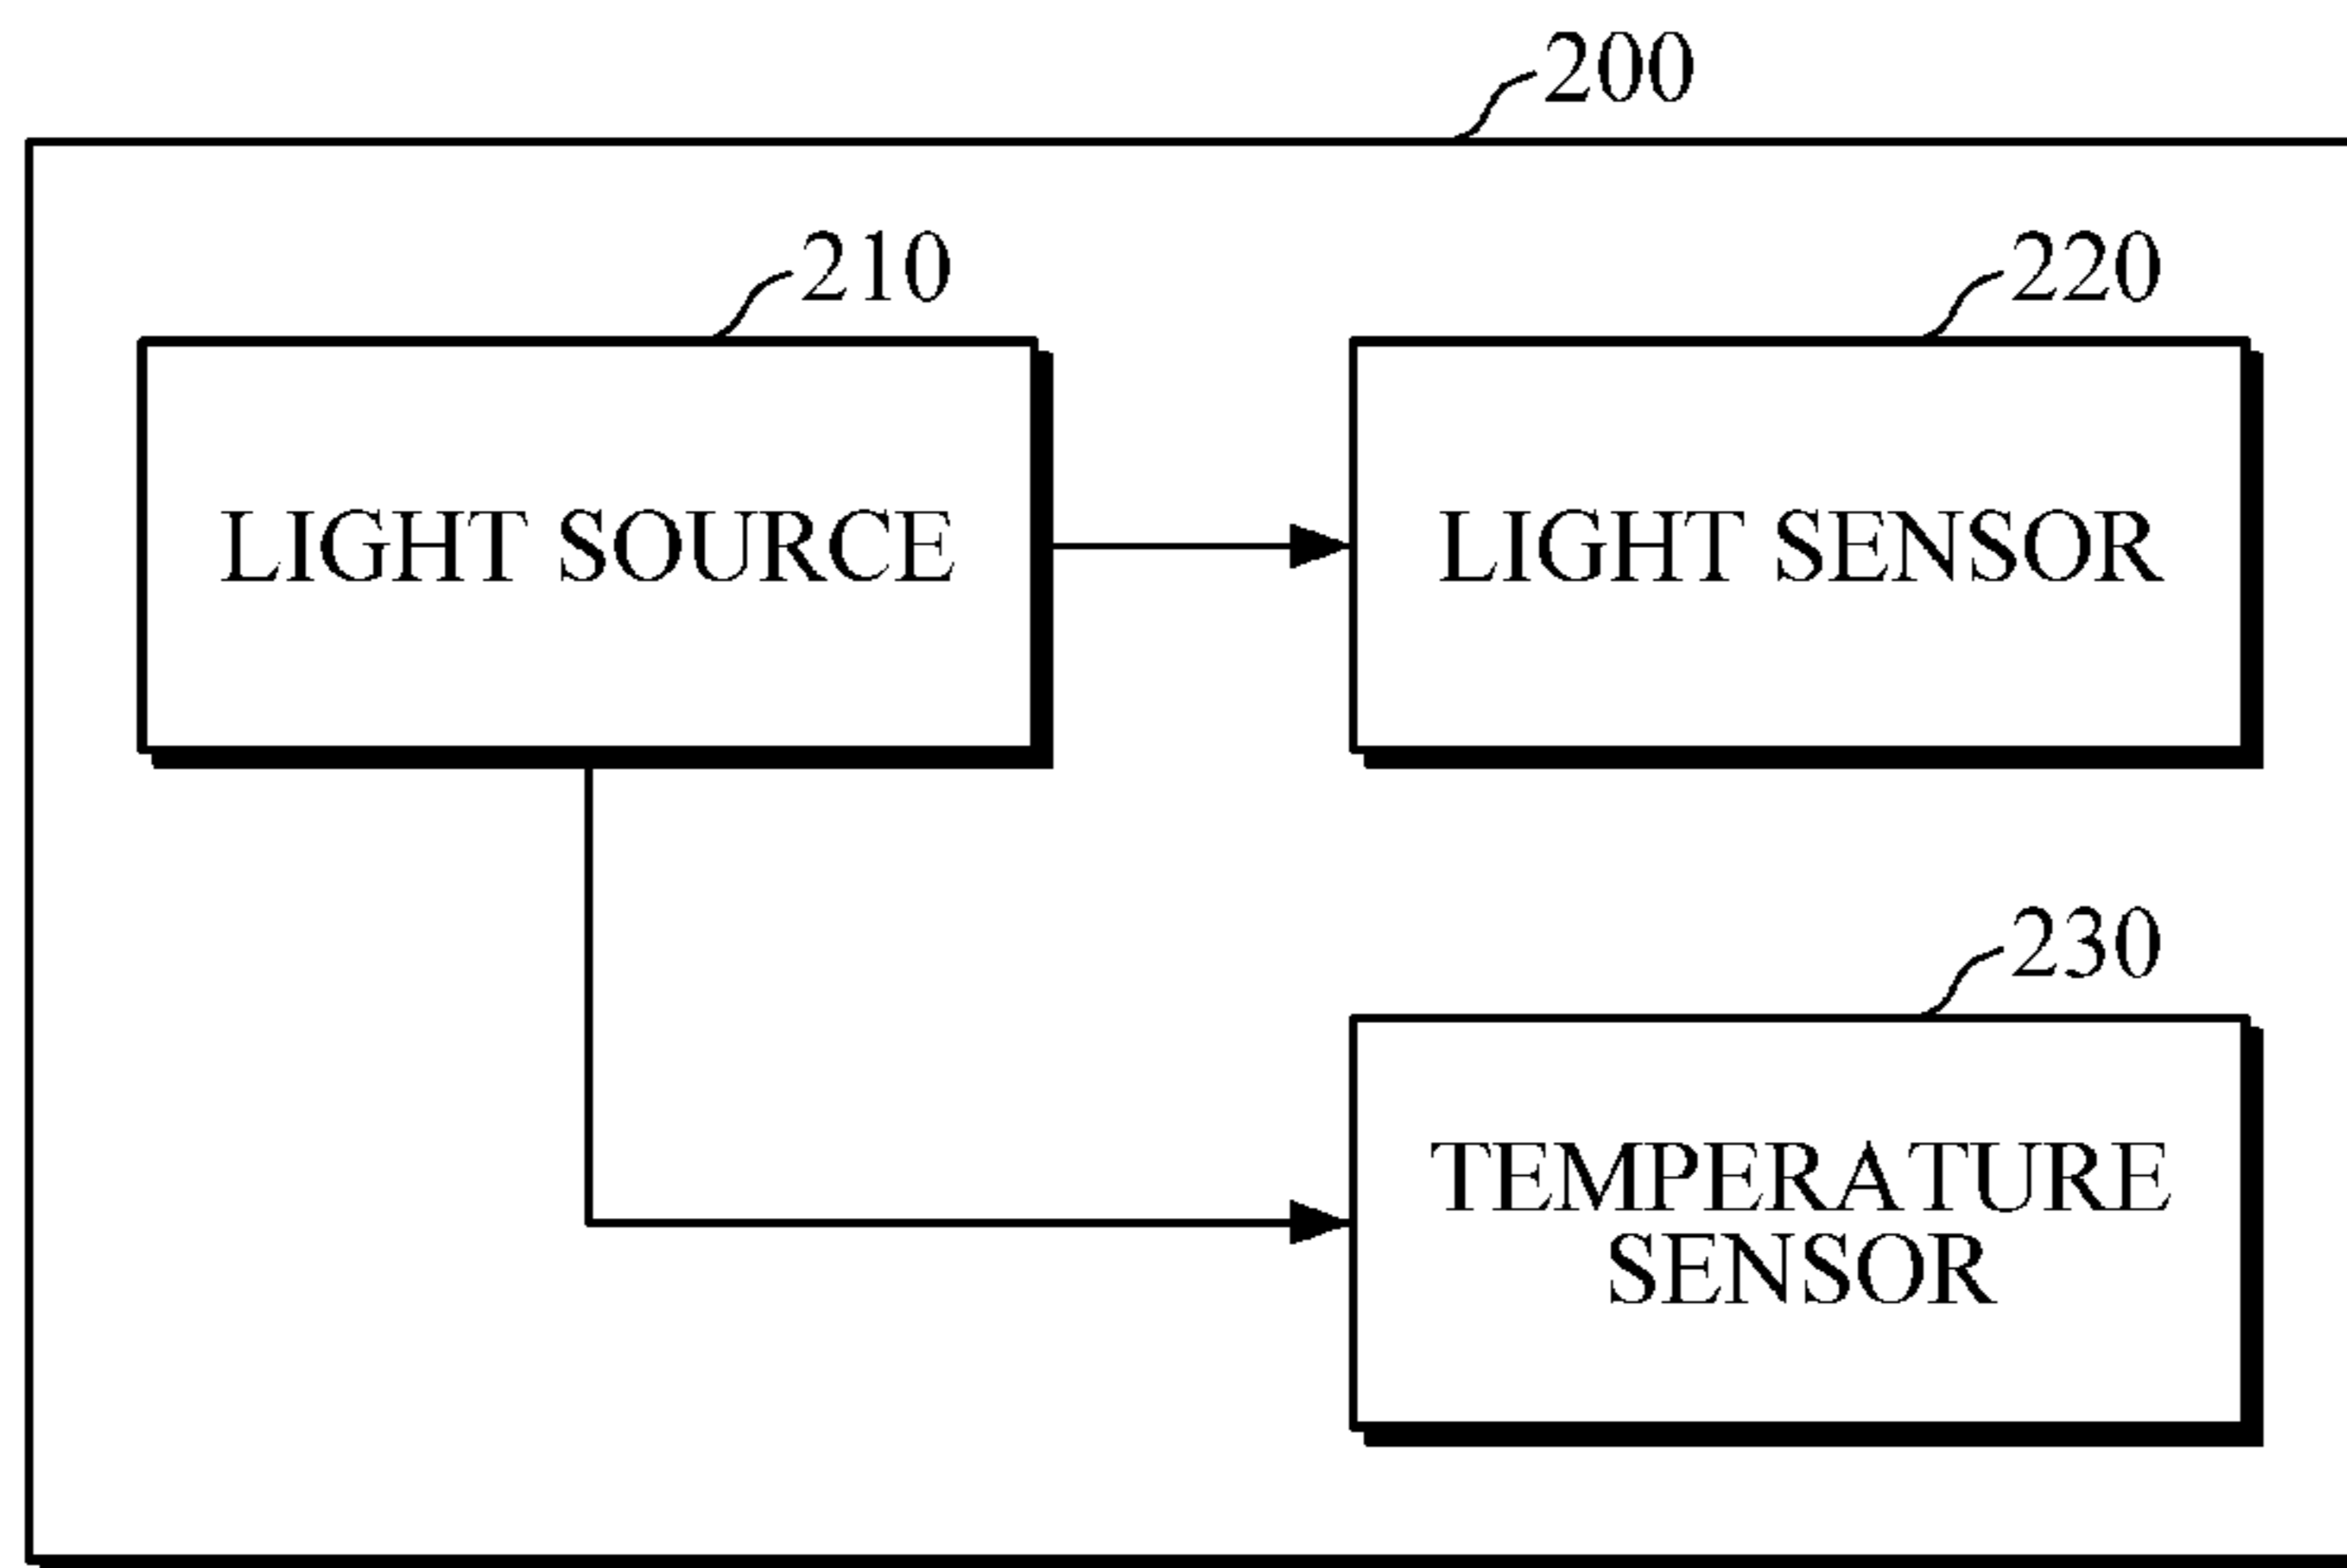 200
210
220
LIGHT SOURCE
LIGHT SENSOR
230
TEMPERATURE
SENSOR